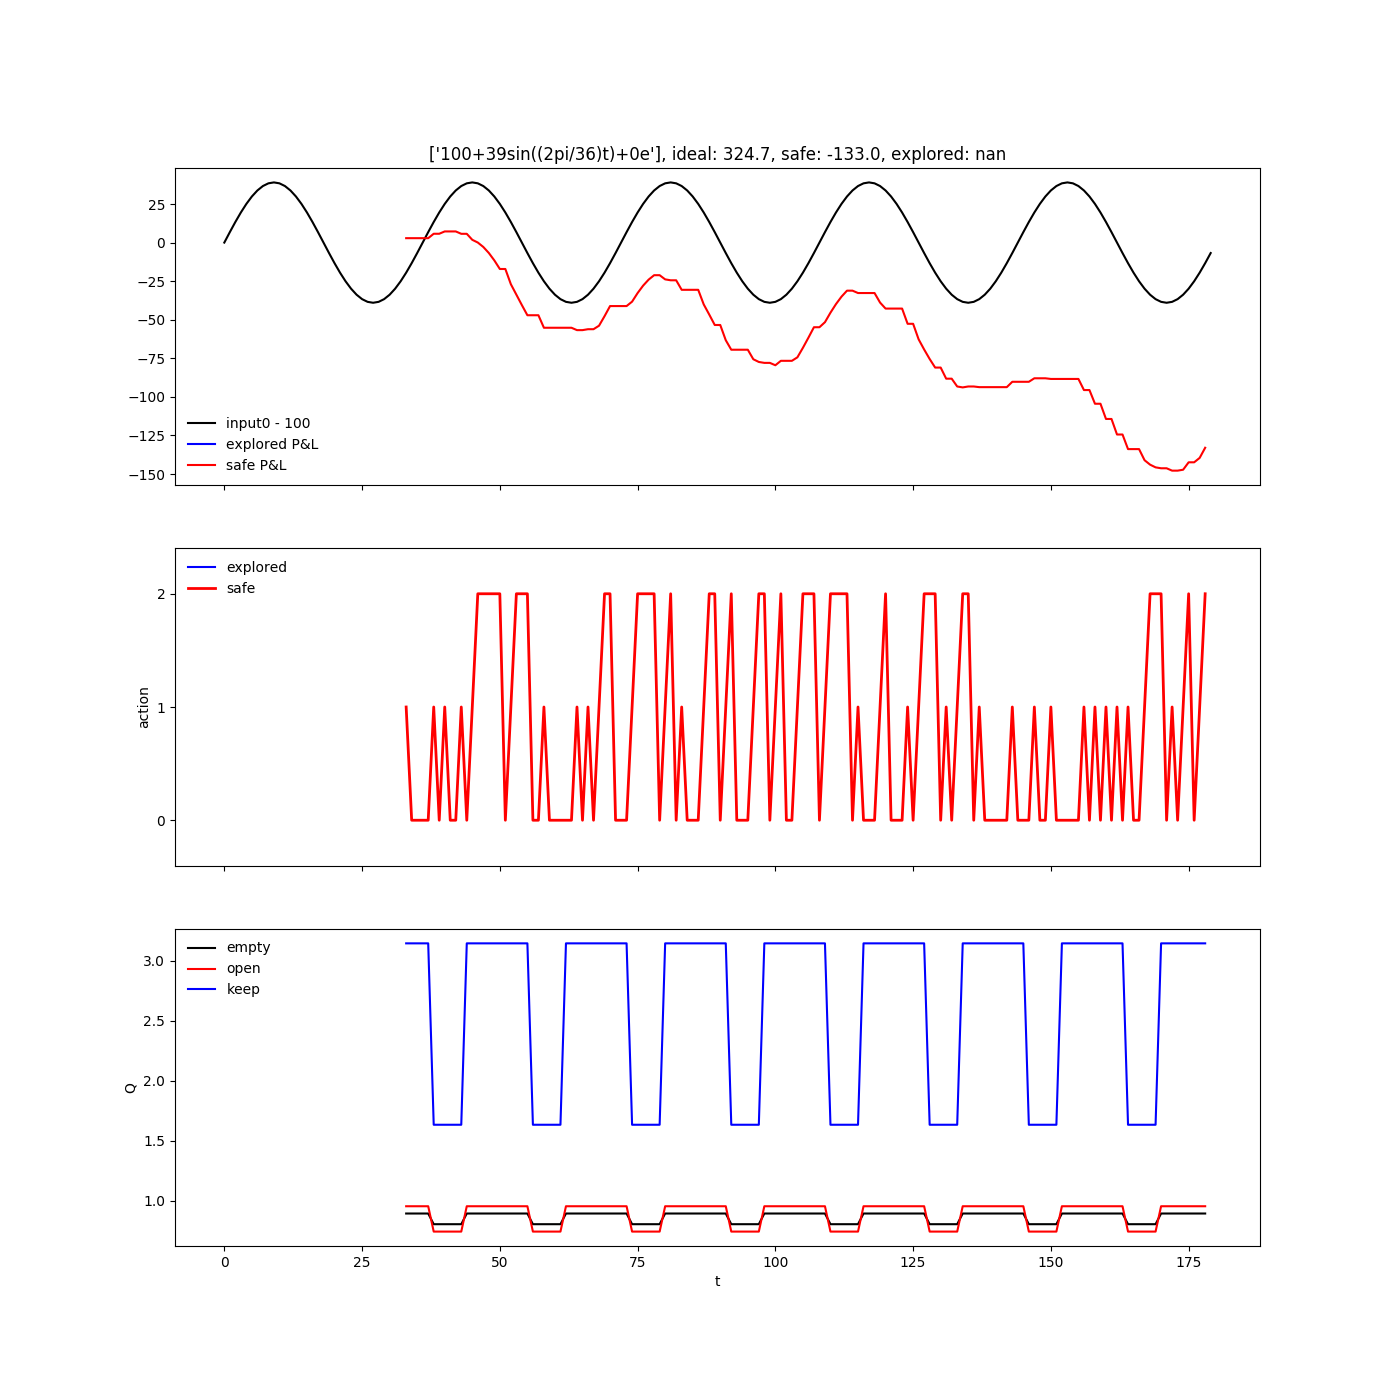 ['100+39sin((2pi/36)t)+0e'], ideal: 324.7, safe: -133.0, explored: nan
25
0
−25
−50
−75
−100
−125
−150
input0 - 100
explored P&L
safe P&L
explored
safe
2
1
0
action
empty
open
keep
3.0
2.5
2.0
1.5
1.0
Q
0
25
50
75
100
125
150
175
t